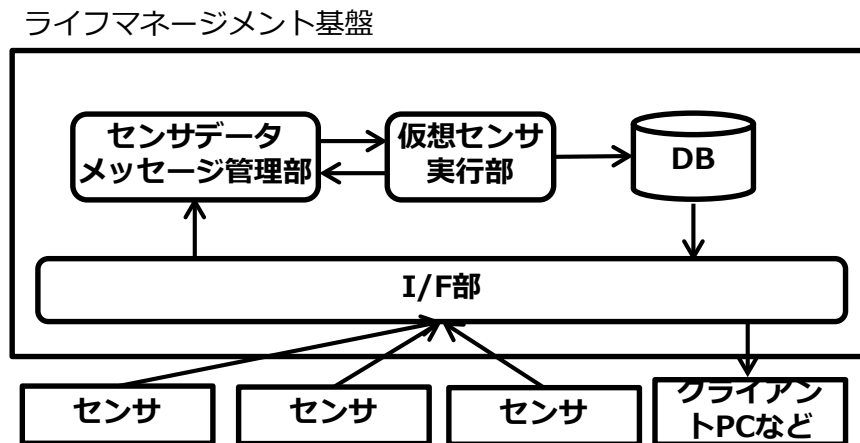 ライフマネージメント基盤
センサデータ
メッセージ管理部
仮想センサ
実行部
DB
I/F部
センサ
センサ
センサ
クライアン
トPCなど